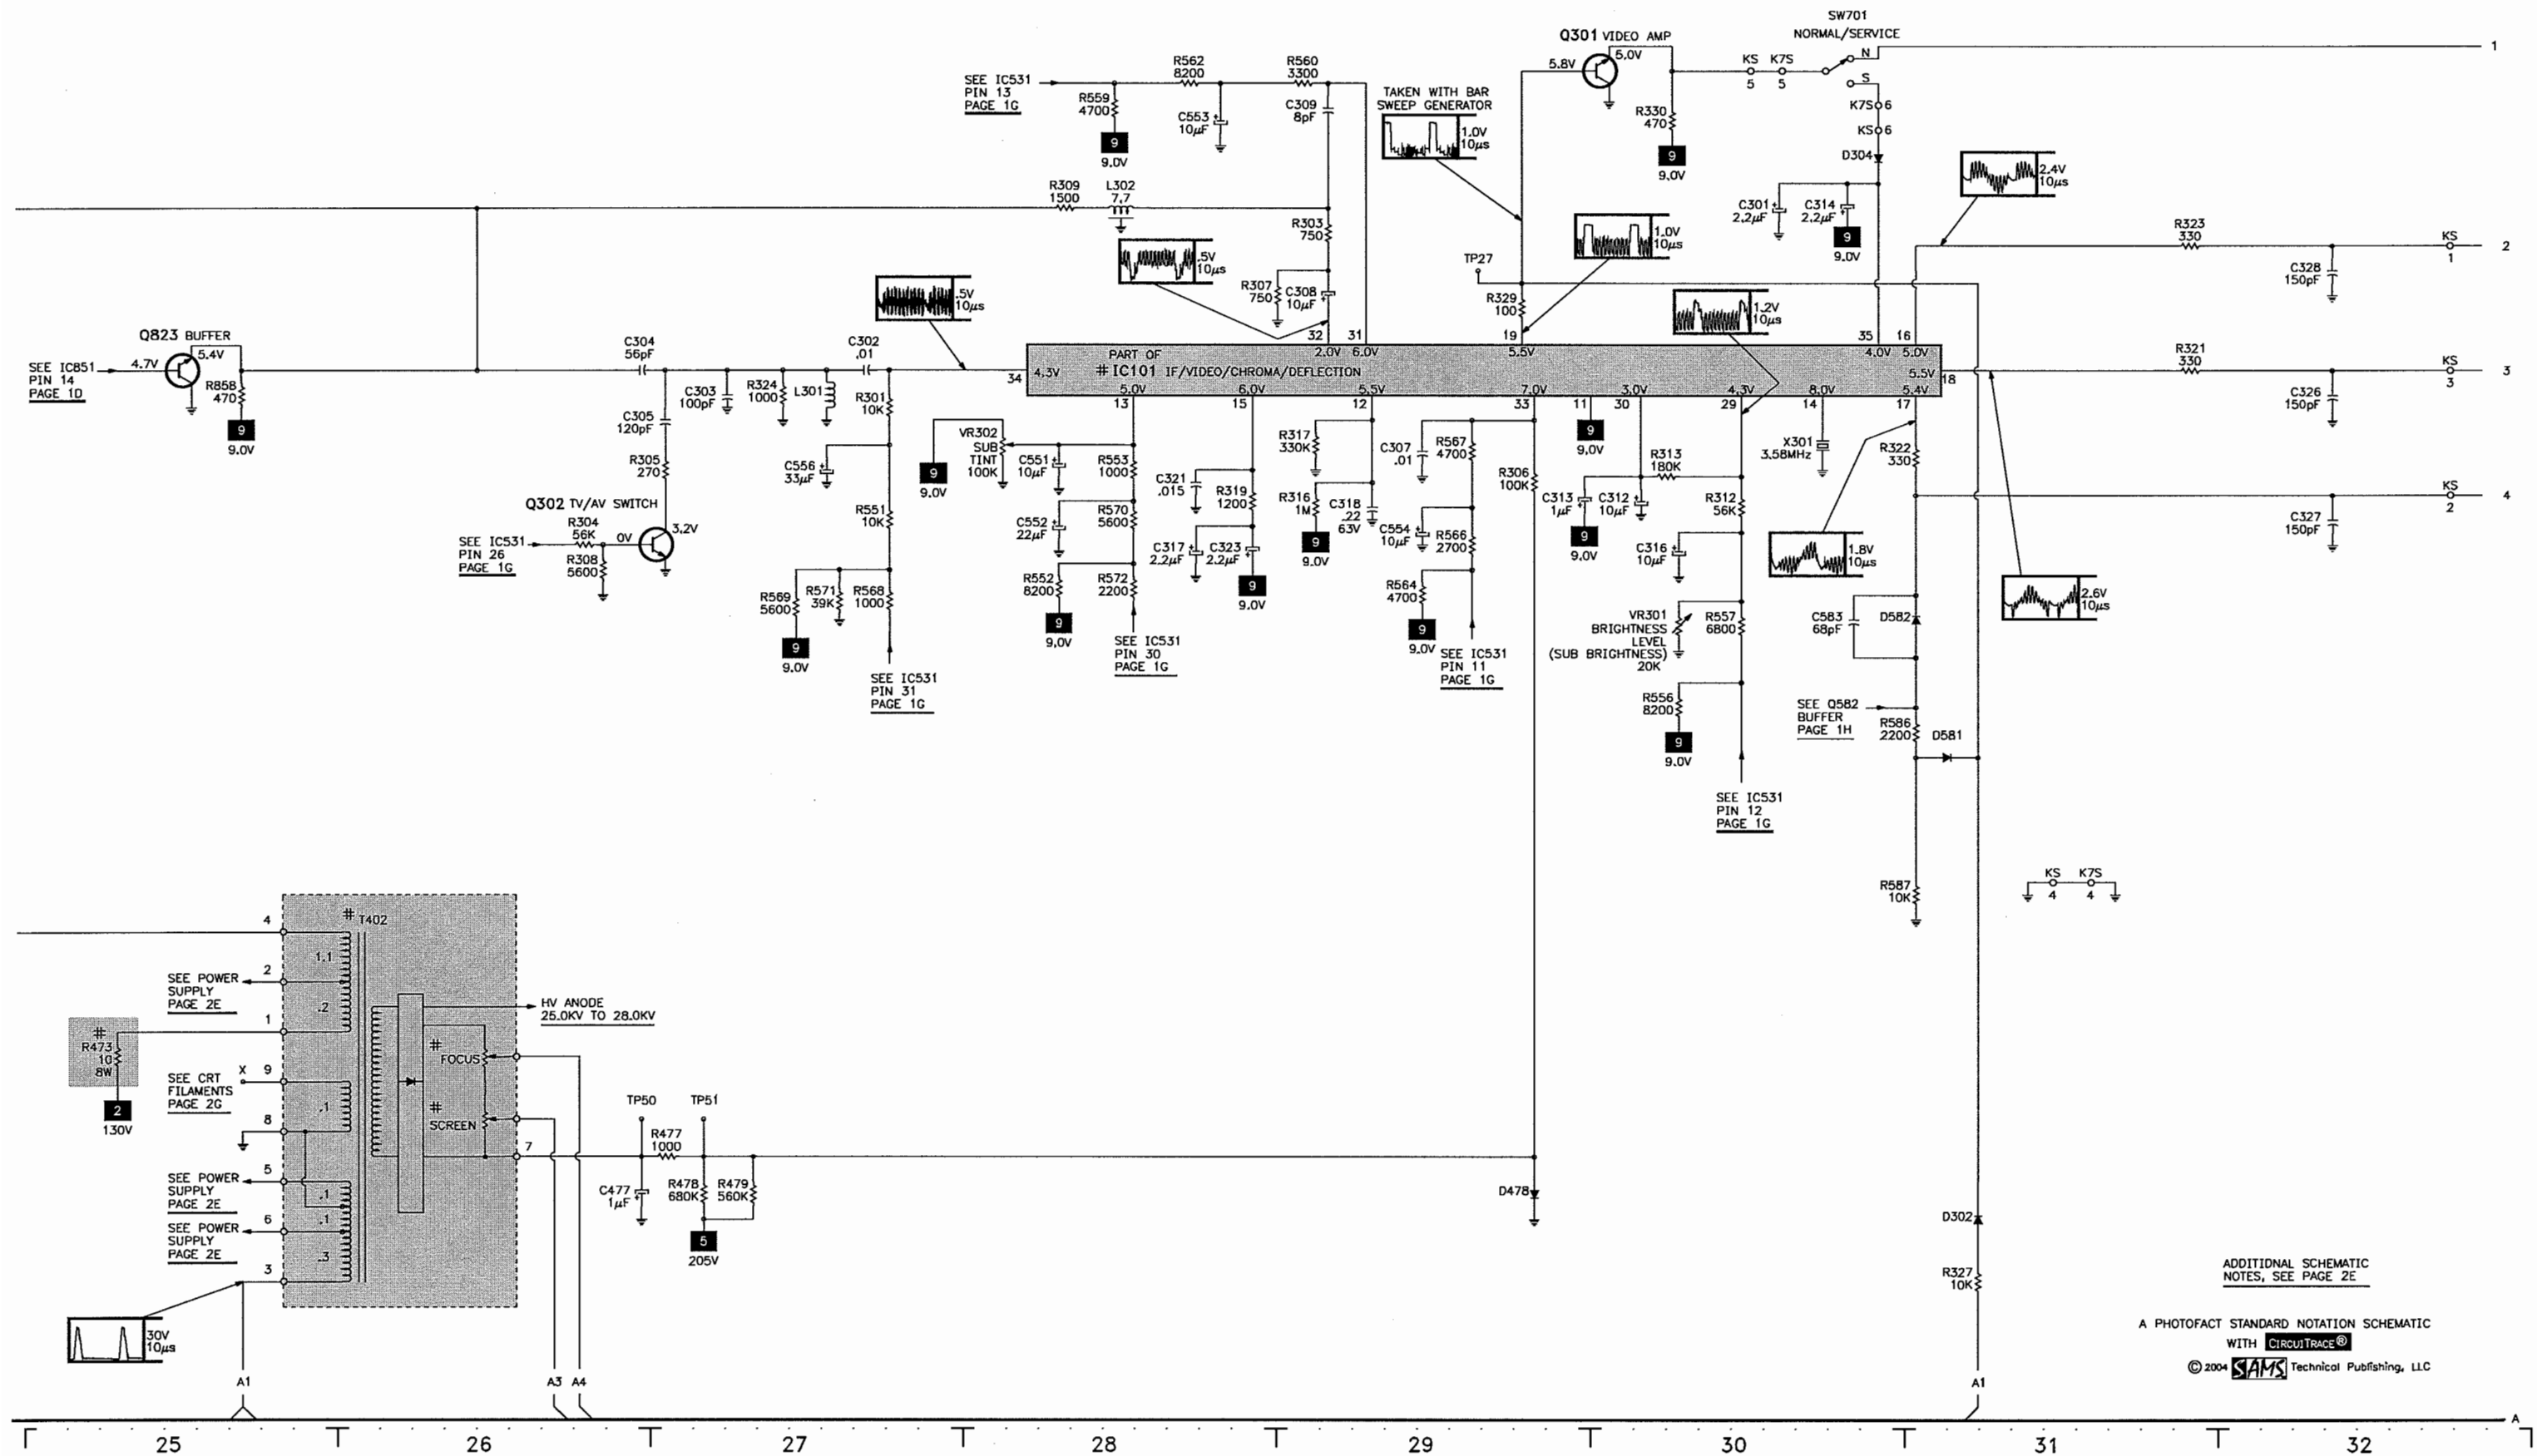 SW701
NORMAL/SERVICE
Q301 VIDEO AMP
5.0V
5.8V
N
1
KS
K7S
5
5
S
K7S 6
KS 6
D304
SEE IC531
PIN 13
PAGE 1G
R562
8200
R560
3300
R559
4700
9
9.0V
C553
10µF
C309
8pF
TAKEN WITH BAR
SWEEP GENERATOR
1.0V
10µs
R330
470
9
9.0V
2.4V
10µs
R309
1500
L302
7.7
R303
750
.5V
10µs
R307
750
C308
10µF
TP27
R329
100
1.0V
10µs
C301
2.2µF
C314
2.2µF
9
9.0V
R323
330
KS
1
2
C328
150pF
1.2V
10µs
.5V
10µs
Q823 BUFFER
5.4V
4.7V
SEE IC851
PIN 14
PAGE 1D
R858
470
9
9.0V
C304
56pF
C302
.01
C303
100pF
R324
1000
L301
R301
10K
C305
120pF
R305
270
32
31
19
35
16
2.0V
6.0V
5.5V
4.0V
5.0V
PART OF
#IC101 IF/VIDEO/CHROMA/DEFLECTION
34
4.3V
5.5V
18
5.0V
6.0V
5.5V
7.0V
3.0V
4.3V
8.0V
5.4V
13
15
12
33
11
30
29
14
17
R321
330
KS
3
3
C326
150pF
C556
33µF
9
9.0V
VR302
SUB
TINT
100K
C551
10µF
R553
1000
C321
.015
R319
1200
R317
330K
C307
.01
R567
4700
R306
100K
9
9.0V
R313
180K
X301
3.58MHz
R322
330
Q302 TV/AV SWITCH
R304
56K
0V
3.2V
SEE IC531
PIN 26
PAGE 1G
R308
5600
R551
10K
C552
22µF
R570
5600
C317
2.2µF
C323
2.2µF
9
9.0V
R316
1M
9
9.0V
C318
.22
63V
C554
10µF
R566
2700
C313
1µF
9
9.0V
C312
10µF
R312
56K
C316
10µF
1.8V
10µs
KS
2
4
C327
150pF
2.6V
10µs
R569
5600
9
9.0V
R571
39K
R568
1000
SEE IC531
PIN 31
PAGE 1G
R552
8200
9
9.0V
R572
2200
SEE IC531
PIN 30
PAGE 1G
R564
4700
9
9.0V
SEE IC531
PIN 11
PAGE 1G
VR301
BRIGHTNESS
LEVEL
(SUB BRIGHTNESS)
20K
R557
6800
R556
8200
9
9.0V
SEE IC531
PIN 12
PAGE 1G
C583
68pF
D582
SEE Q582
BUFFER
PAGE 1H
R586
2200
D581
R587
10K
KS
K7S
4
4
4
# T402
1.1
SEE POWER
SUPPLY
PAGE 2E
2
.2
1
#
R473
10
8W
2
130V
HV ANODE
25.0KV TO 28.0KV
#
FOCUS
X
9
SEE CRT
FILAMENTS
PAGE 2G
.1
8
#
SCREEN
7
TP50
TP51
R477
1000
C477
1µF
R478
680K
R479
560K
5
205V
SEE POWER
SUPPLY
PAGE 2E
5
.1
.1
SEE POWER
SUPPLY
PAGE 2E
6
.3
3
30V
10µs
D478
D302
R327
10K
A1
A3
A4
A1
ADDITIONAL SCHEMATIC
NOTES, SEE PAGE 2E
A PHOTOFACT STANDARD NOTATION SCHEMATIC
WITH CIRCUITRACE®
© 2004 SAMS Technical Publishing, LLC
A
25
26
27
28
29
30
31
32